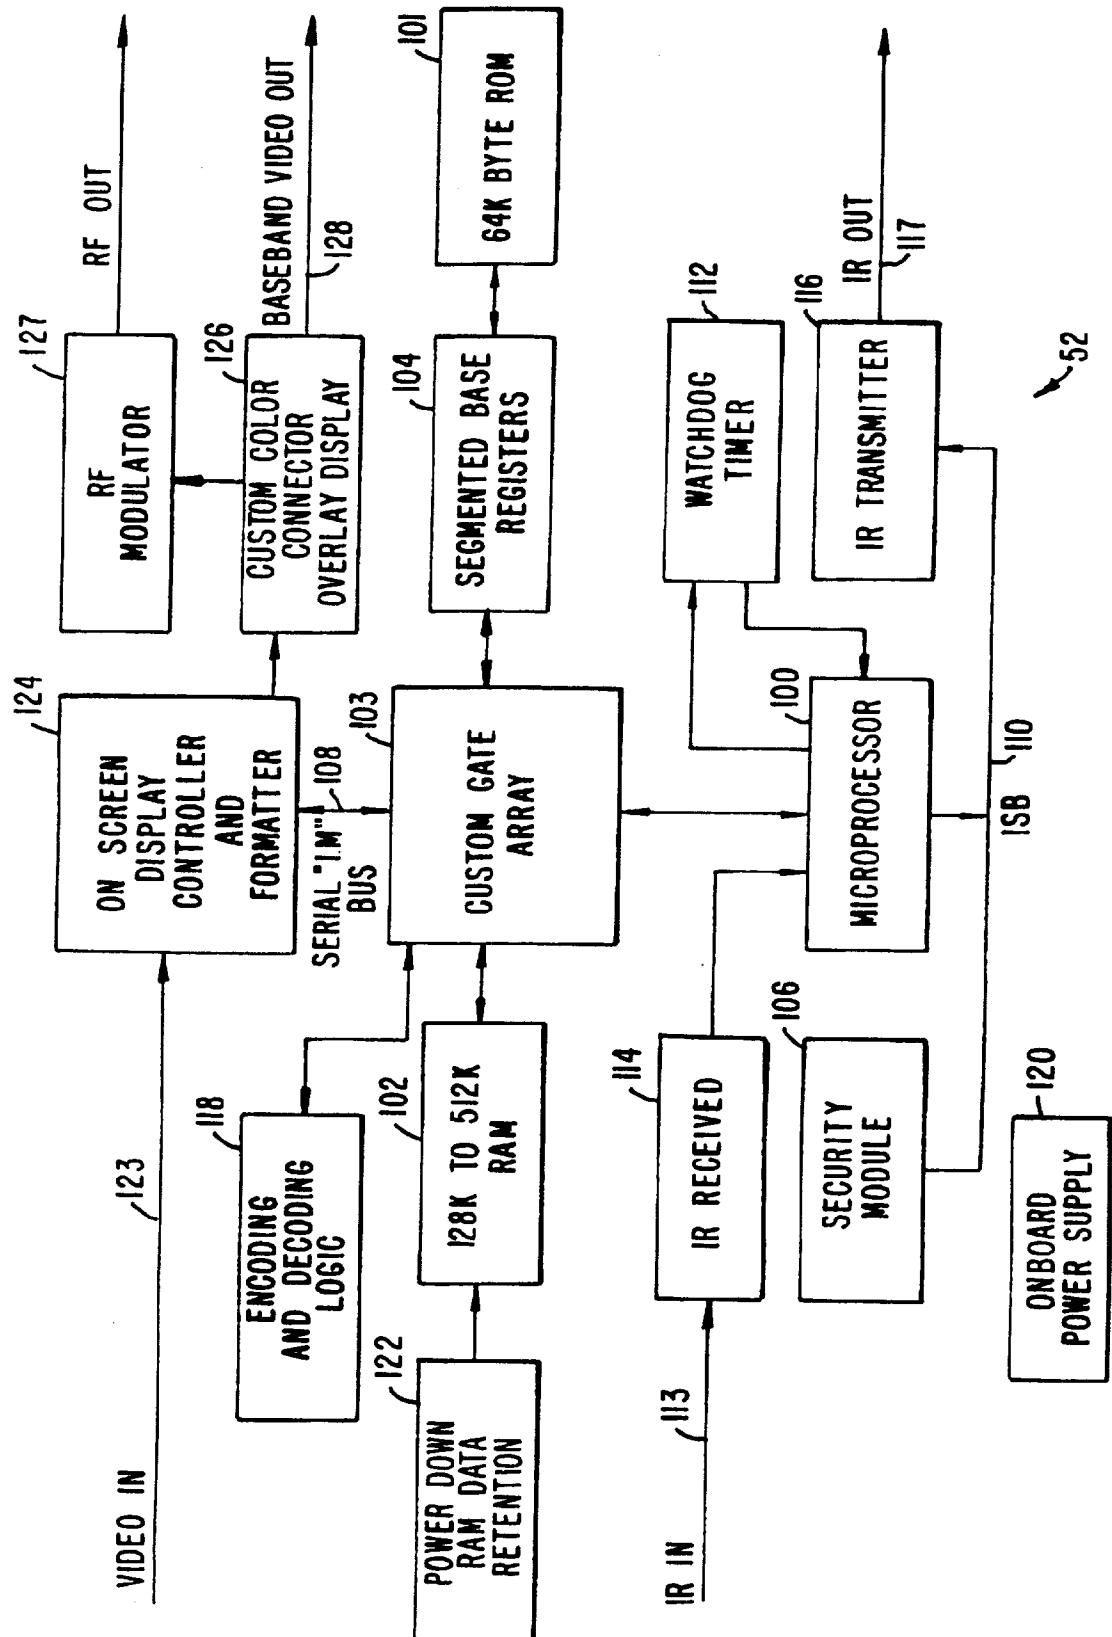 VIDEO IN
123
ON SCREEN
DISPLAY
CONTROLLER
AND
FORMATTER
124
RF
MODULATOR
127
RF OUT
CUSTOM COLOR
CONNECTOR
OVERLAY DISPLAY
126
BASEBAND VIDEO OUT
128
ENCODING
AND DECODING
LOGIC
118
SERIAL "I.M"
BUS
108
POWER DOWN
RAM DATA
RETENTION
122
128K TO 512K
RAM
102
CUSTOM GATE
ARRAY
103
SEGMENTED BASE
REGISTERS
104
64K BYTE ROM
101
IR IN
113
IR RECEIVED
114
WATCHDOG
TIMER
112
SECURITY
MODULE
106
MICROPROCESSOR
100
IR TRANSMITTER
116
IR OUT
117
ISB
110
ONBOARD
POWER SUPPLY
120
52